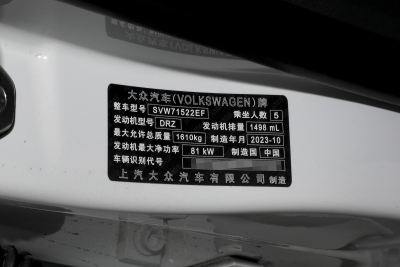 大众汽车(VOLKSWAGEN)牌
整车型号 SVW71522EF 乘坐人数 5
发动机型号 DRZ 发动机排量 1498 mL
最大允许总质量 1610kg 制造年月 2023-10
发动机最大净功率 81 kW 制造国 中国
车辆识别代号
上汽大众汽车有限公司 制造